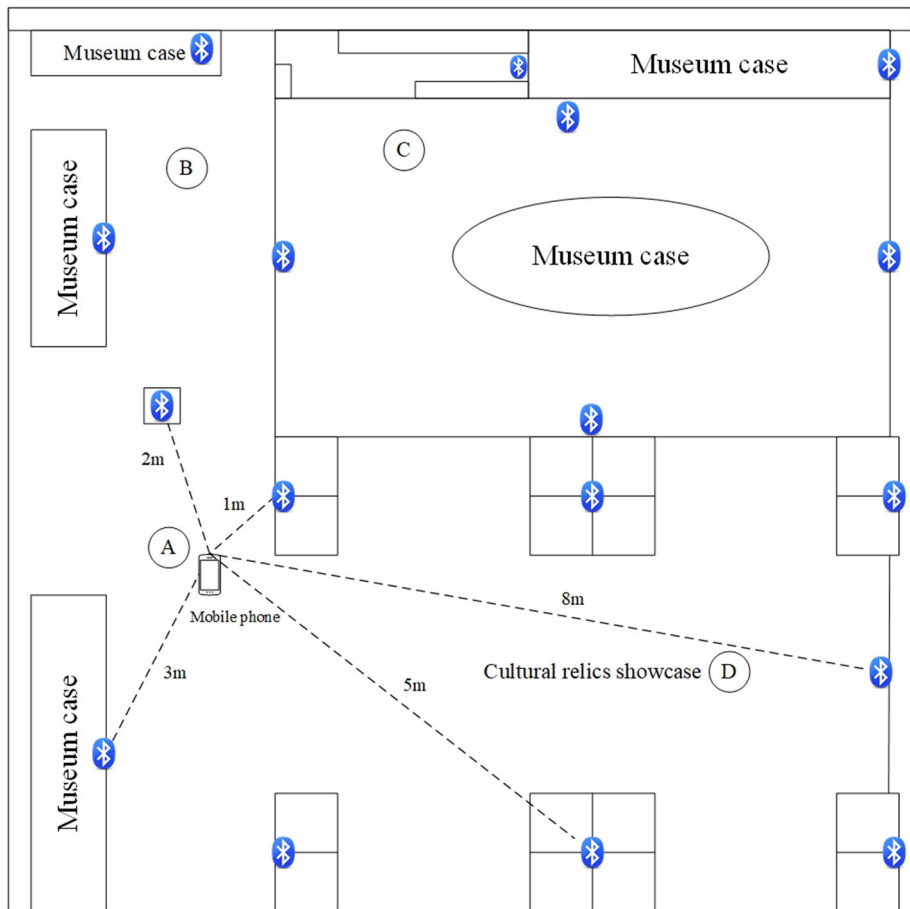 Museum case
Museum case
B
C
Museum case
Museum case
2m
1m
A
Mobile phone
8m
3m
5m
Cultural relics showcase
D
Museum case